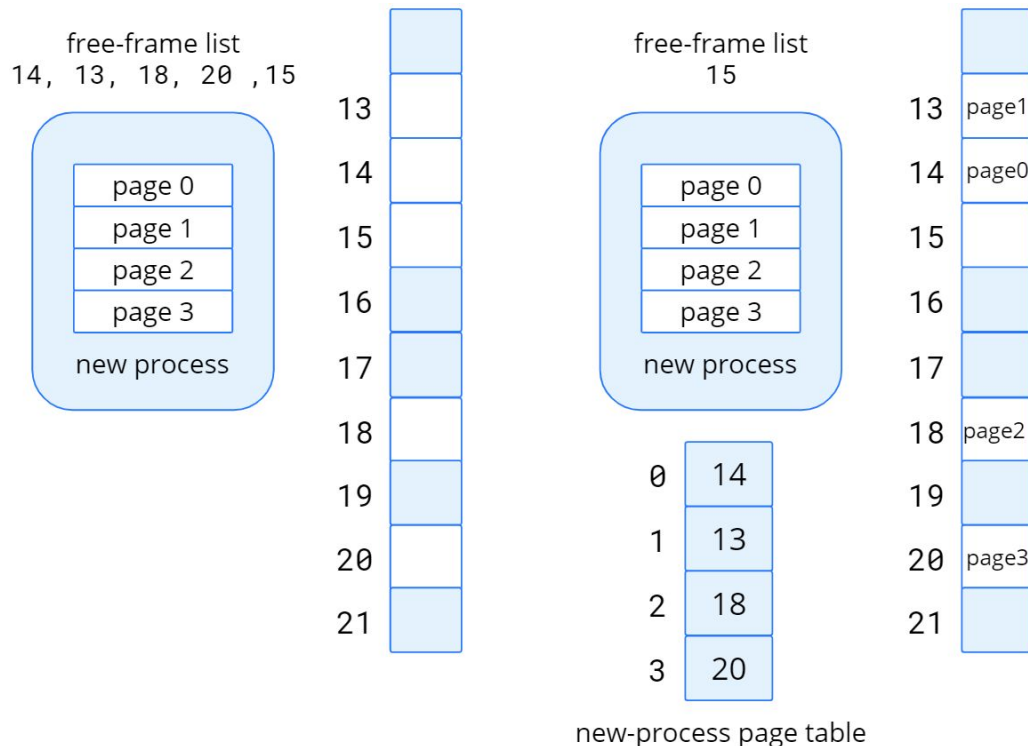 free-frame list
14, 13, 18, 20 ,15
page 0
page 1
page 2
page 3
new process
13
14
15
16
17
18
19
20
21
free-frame list
15
page 0
page 1
page 2
page 3
new process
0 14
1 13
2 18
3 20
new-process page table
13 page1
14 page0
15
16
17
18 page2
19
20 page3
21